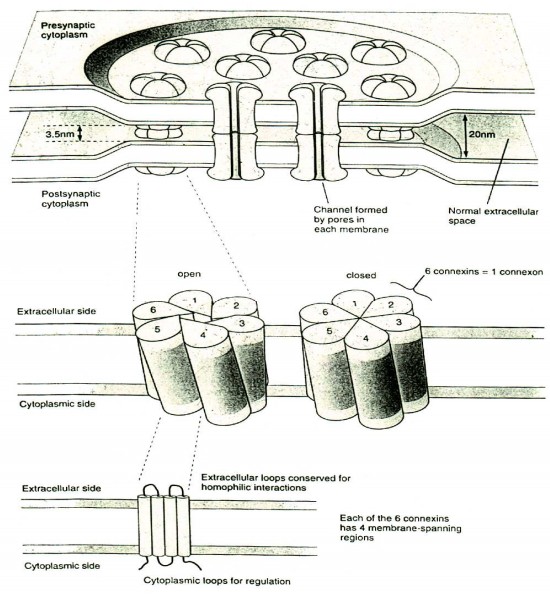 Presynaptic
cytoplasm
3.5nm
20nm
Postsynaptic
cytoplasm
Channel formed
by pores in
each membrane
Normal extracellular
space
open
closed
6 connexins = 1 connexon
Extracellular side
1
2
3
4
5
6
1
2
3
4
5
6
Cytoplasmic side
Extracellular side
Extracellular loops conserved for
homophilic interactions
Each of the 6 connexins
has 4 membrane-spanning
regions
Cytoplasmic side
Cytoplasmic loops for regulation